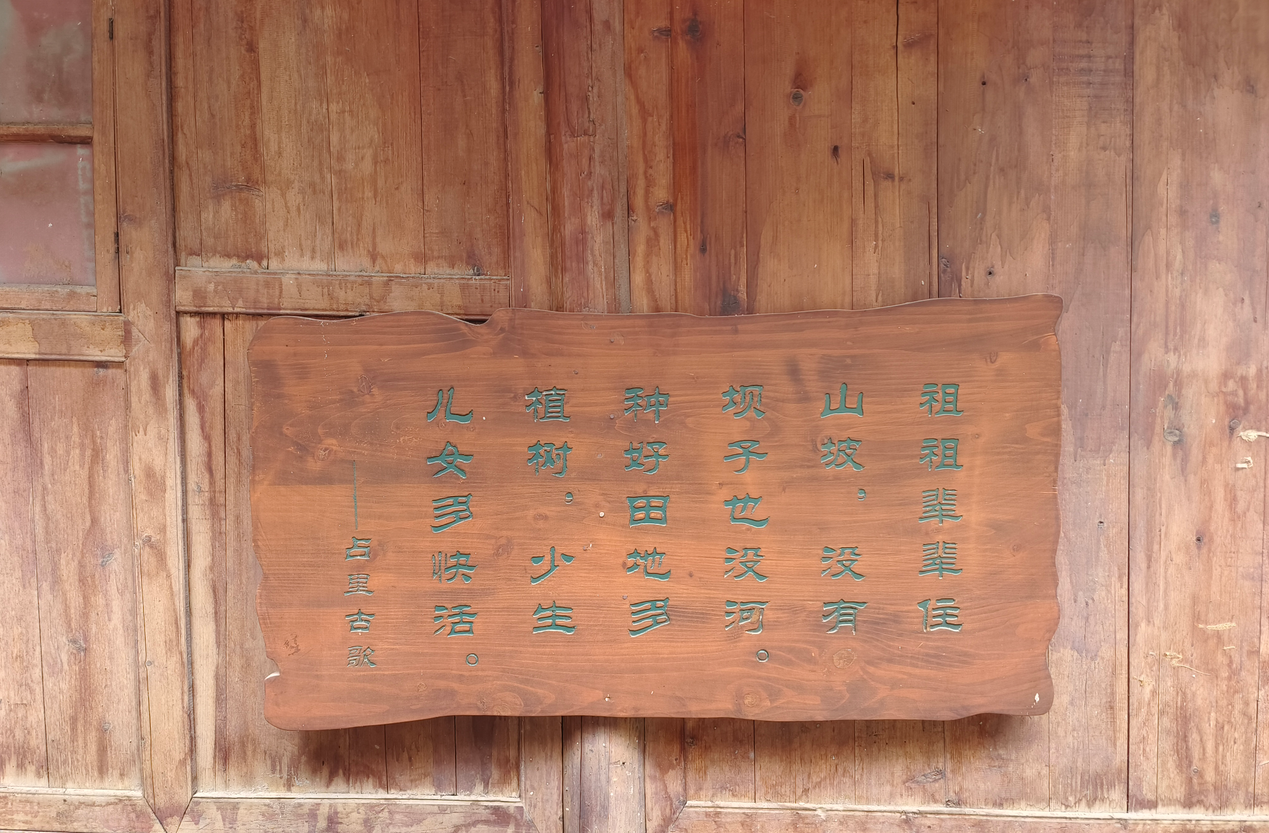 祖祖辈辈住
山坡，没有
坝子也没河。
种好田地多
植树，少生
儿女多快活。
——占里古歌